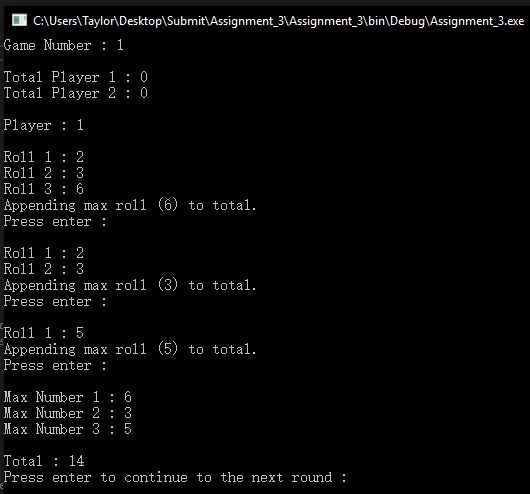 C:\Users\Taylor\Desktop\Submit\Assignment_3\Assignment_3\bin\Debug\Assignment_3.exe
Game Number : 1
Total Player 1 : 0
Total Player 2 : 0
Player : 1
Roll 1 : 2
Roll 2 : 3
Roll 3 : 6
Appending max roll (6) to total.
Press enter :
Roll 1 : 2
Roll 2 : 3
Appending max roll (3) to total.
Press enter :
Roll 1 : 5
Appending max roll (5) to total.
Press enter :
Max Number 1 : 6
Max Number 2 : 3
Max Number 3 : 5
Total : 14
Press enter to continue to the next round :